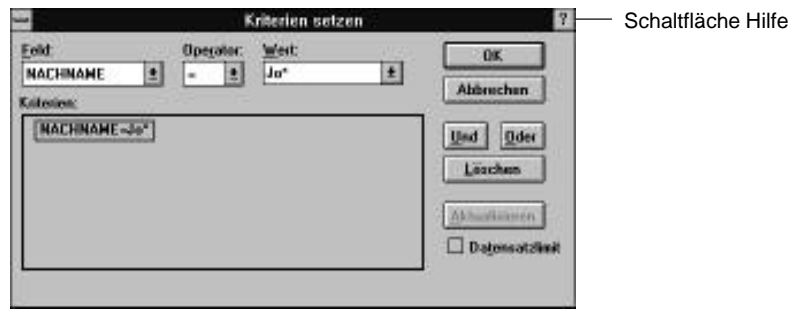 Kriterien setzen ?
Schaltfläche Hilfe
Feld: Operator: Wert:
NACHNAME = Jo*
OK
Abbrechen
Kriterien:
NACHNAME=Jo*
Und Oder
Löschen
Aktualisieren
Datensatzlimit